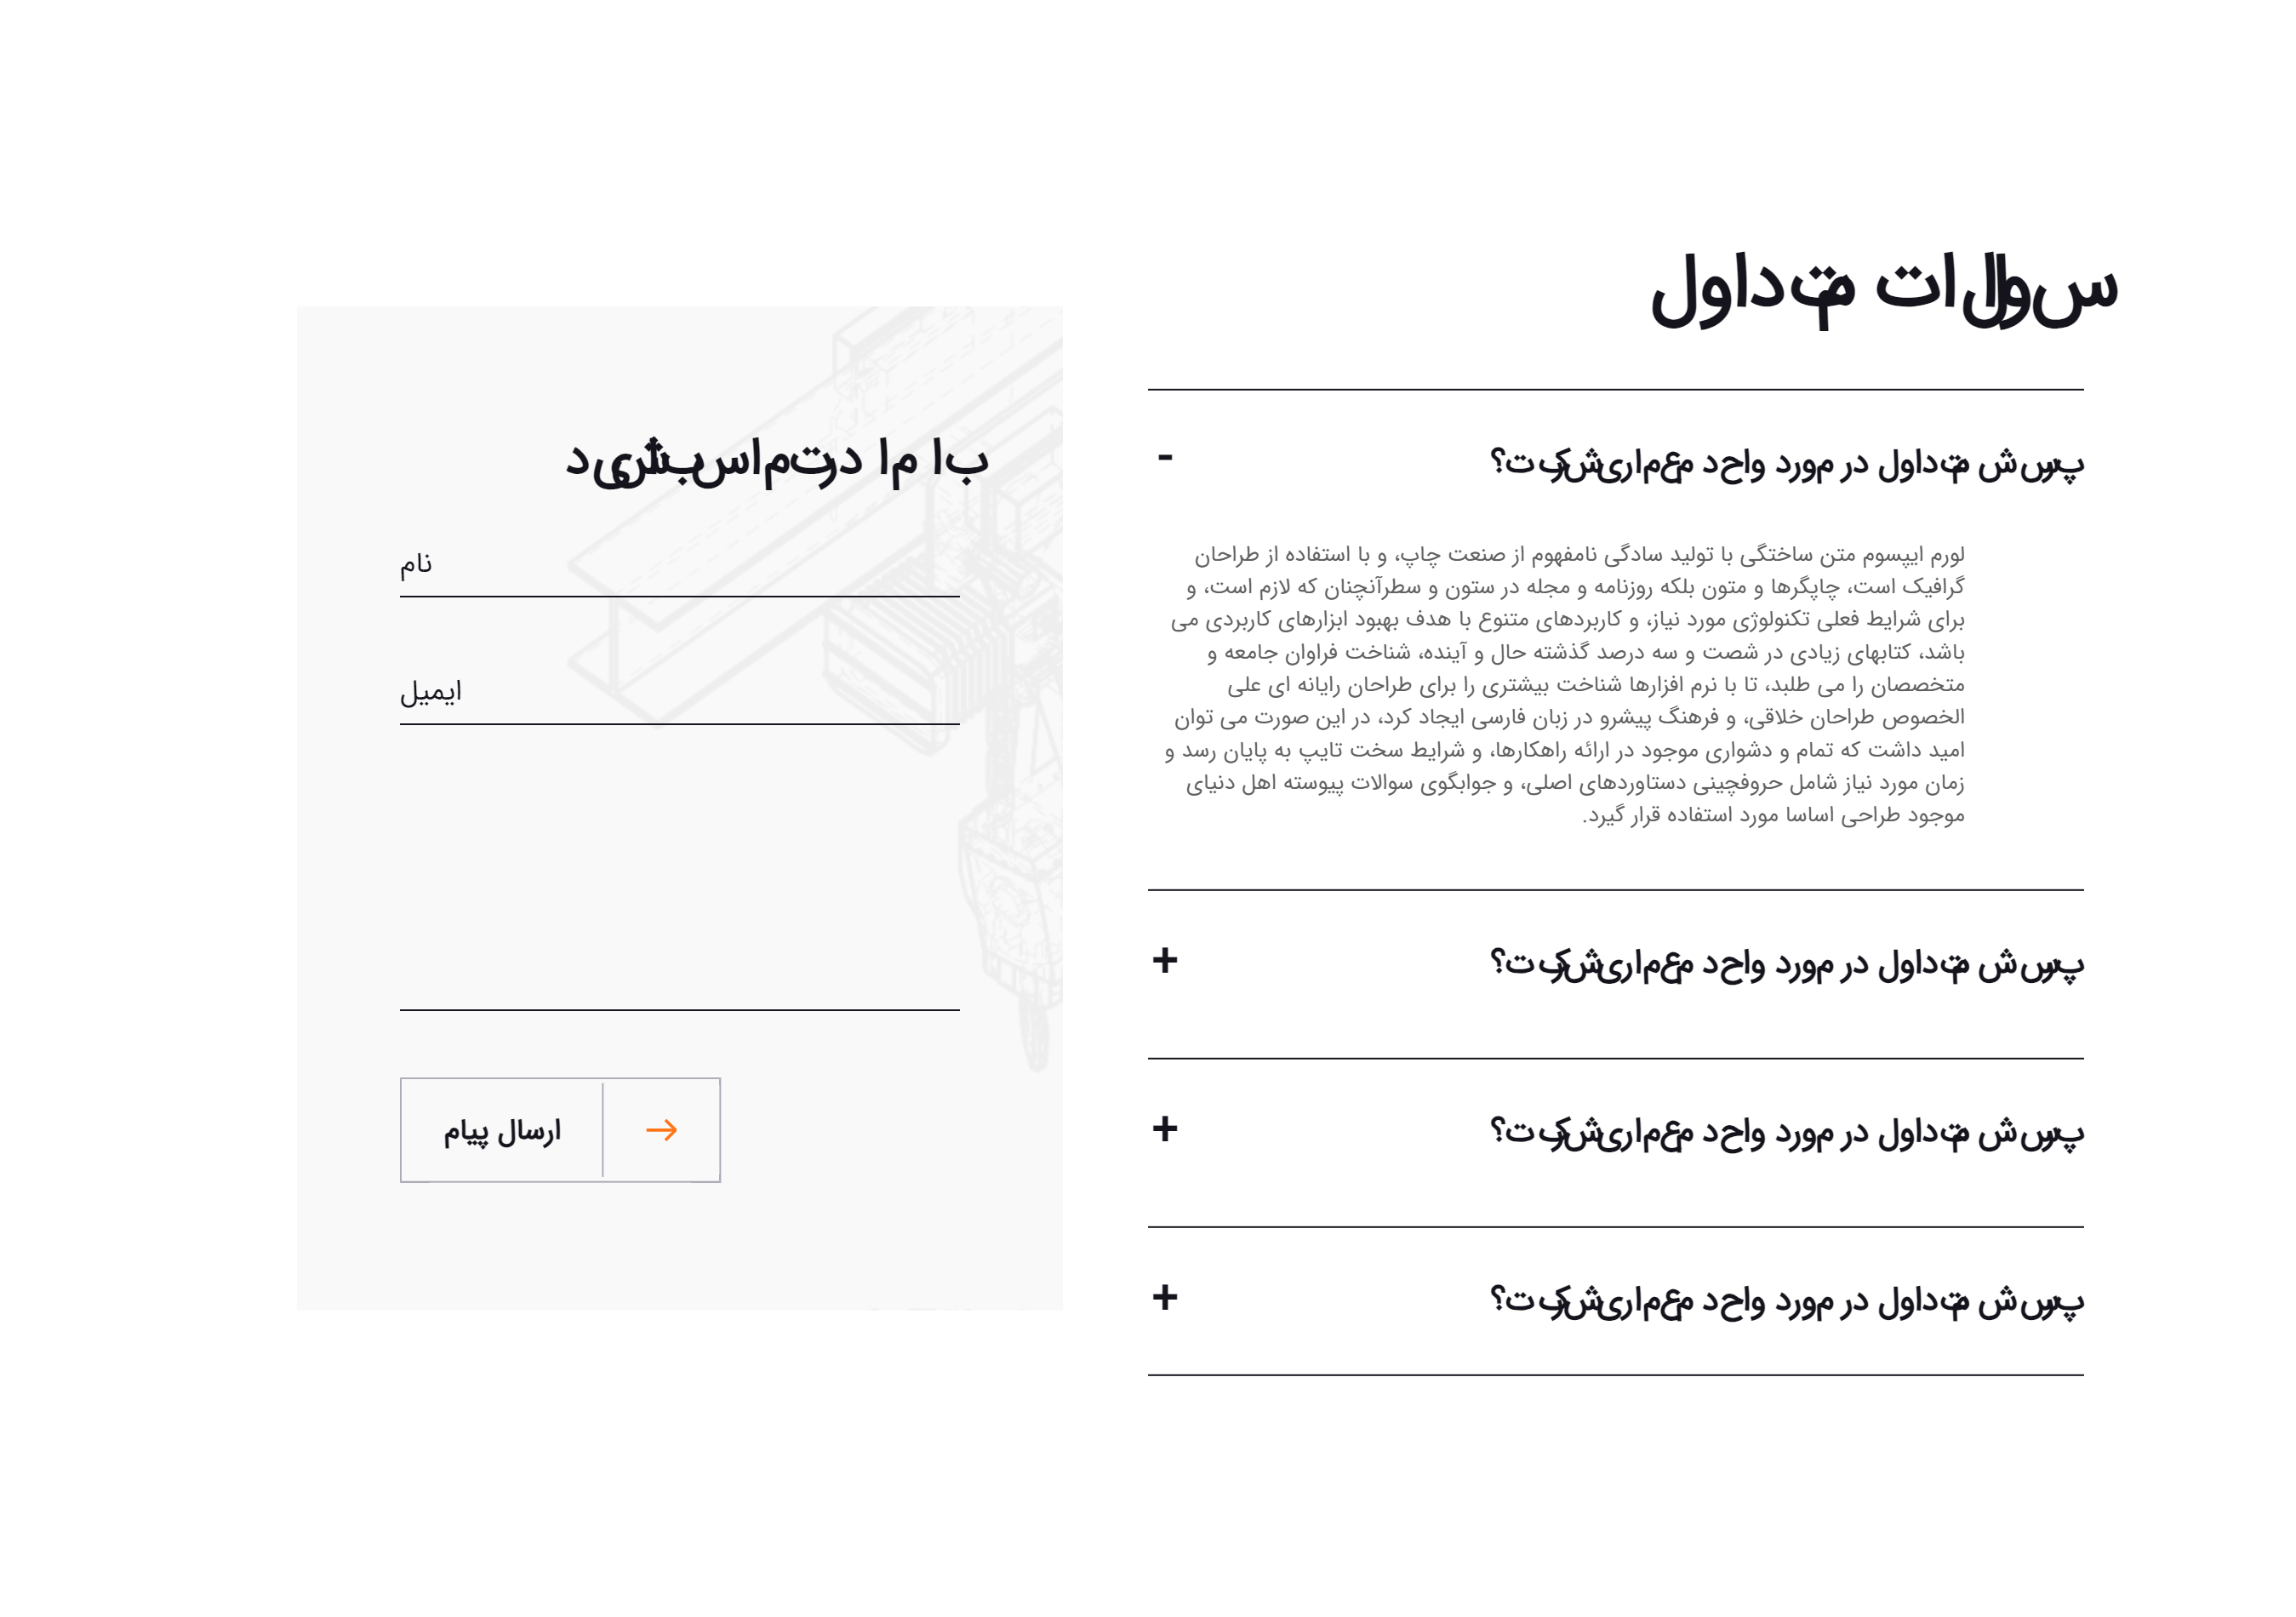 سوالات متداول
پرسش متداول در مورد واحد معماری شرکت؟
-
لورم ایپسوم متن ساختگی با تولید سادگی نامفهوم از صنعت چاپ، و با استفاده از طراحان
گرافیک است، چاپگرها و متون بلکه روزنامه و مجله در ستون و سطرآنچنان که لازم است، و
برای شرایط فعلی تکنولوژی مورد نیاز، و کاربردهای متنوع با هدف بهبود ابزارهای کاربردی می
باشد، کتابهای زیادی در شصت و سه درصد گذشته حال و آینده، شناخت فراوان جامعه و
متخصصان را می طلبد، تا با نرم افزارها شناخت بیشتری را برای طراحان رایانه ای علی
الخصوص طراحان خلاقی، و فرهنگ پیشرو در زبان فارسی ایجاد کرد، در این صورت می توان
امید داشت که تمام و دشواری موجود در ارائه راهکارها، و شرایط سخت تایپ به پایان رسد و
زمان مورد نیاز شامل حروفچینی دستاوردهای اصلی، و جوابگوی سوالات پیوسته اهل دنیای
موجود طراحی اساسا مورد استفاده قرار گیرد.
پرسش متداول در مورد واحد معماری شرکت؟
+
پرسش متداول در مورد واحد معماری شرکت؟
+
پرسش متداول در مورد واحد معماری شرکت؟
+
با ما در تماس باشید
نام
ایمیل
ارسال پیام